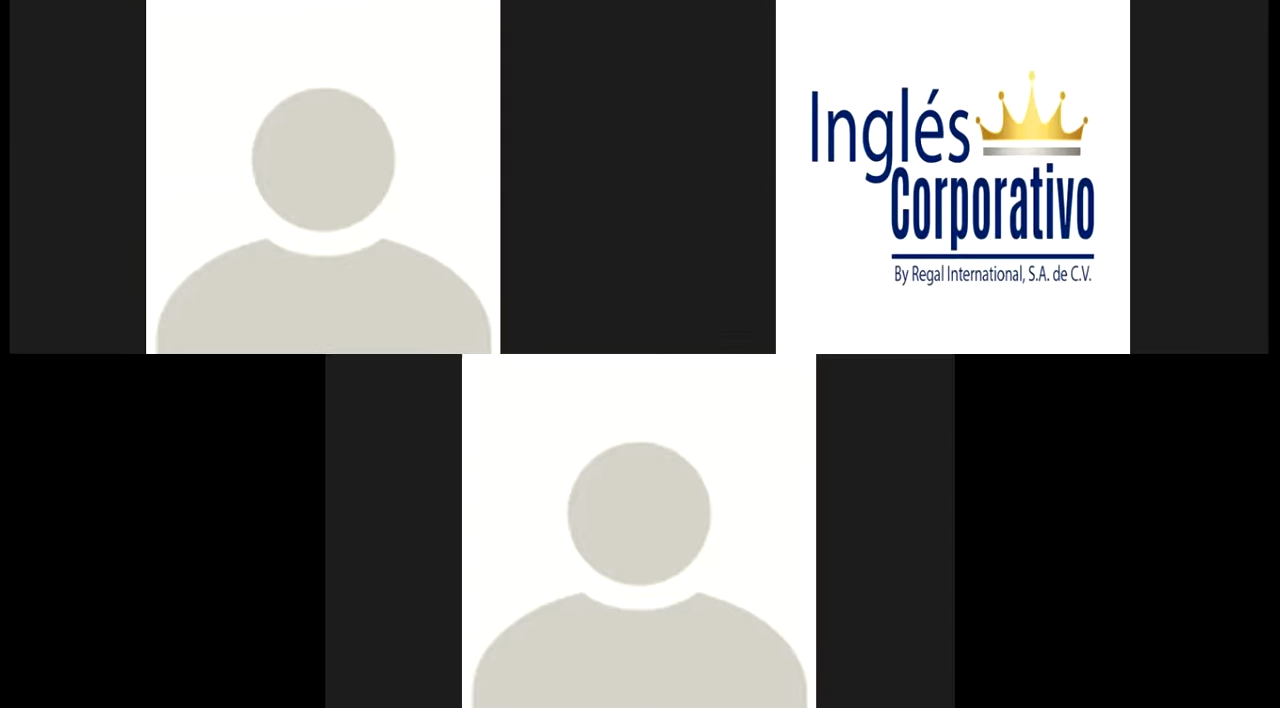 Inglés
Corporativo
By Regal International, S.A. de C.V.